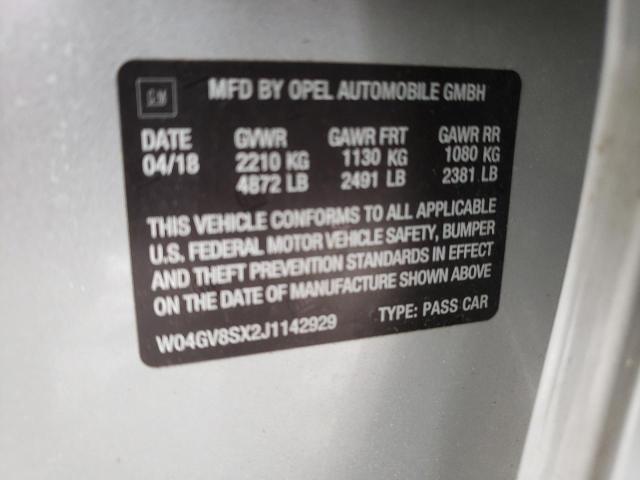 GM MFD BY OPEL AUTOMOBILE GMBH
DATE GVWR GAWR FRT GAWR RR
04/18 2210 KG 1130 KG 1080 KG
4872 LB 2491 LB 2381 LB
THIS VEHICLE CONFORMS TO ALL APPLICABLE
U.S. FEDERAL MOTOR VEHICLE SAFETY, BUMPER
AND THEFT PREVENTION STANDARDS IN EFFECT
ON THE DATE OF MANUFACTURE SHOWN ABOVE
W04GV8SX2J1142929 TYPE: PASS CAR